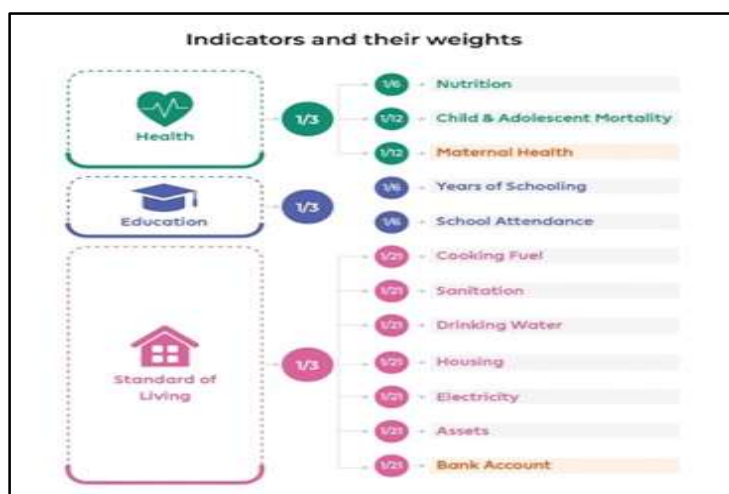 Indicators and their weights
Health
1/3
1/6 Nutrition
1/12 Child & Adolescent Mortality
1/12 Maternal Health
Education
1/3
1/6 Years of Schooling
1/6 School Attendance
Standard of
Living
1/3
1/21 Cooking Fuel
1/21 Sanitation
1/21 Drinking Water
1/21 Housing
1/21 Electricity
1/21 Assets
1/21 Bank Account